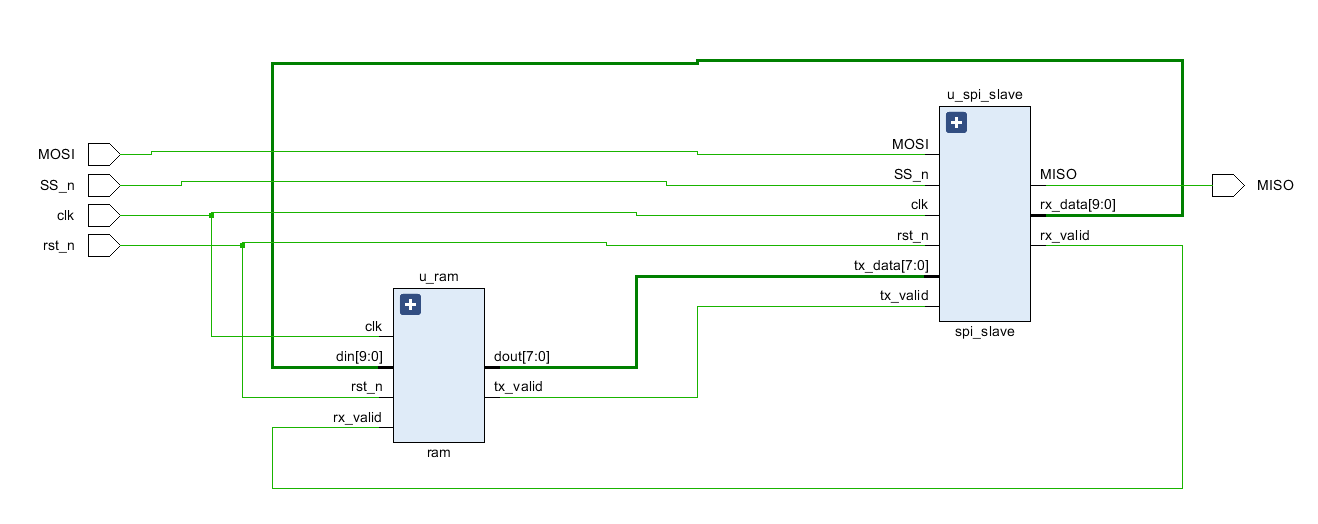 u_spi_slave
MOSI
MOSI
SS_n
SS_n
MISO
MISO
clk
clk
rx_data[9:0]
rst_n
rst_n
rx_valid
tx_data[7:0]
u_ram
tx_valid
clk
spi_slave
din[9:0]
dout[7:0]
rst_n
tx_valid
rx_valid
ram